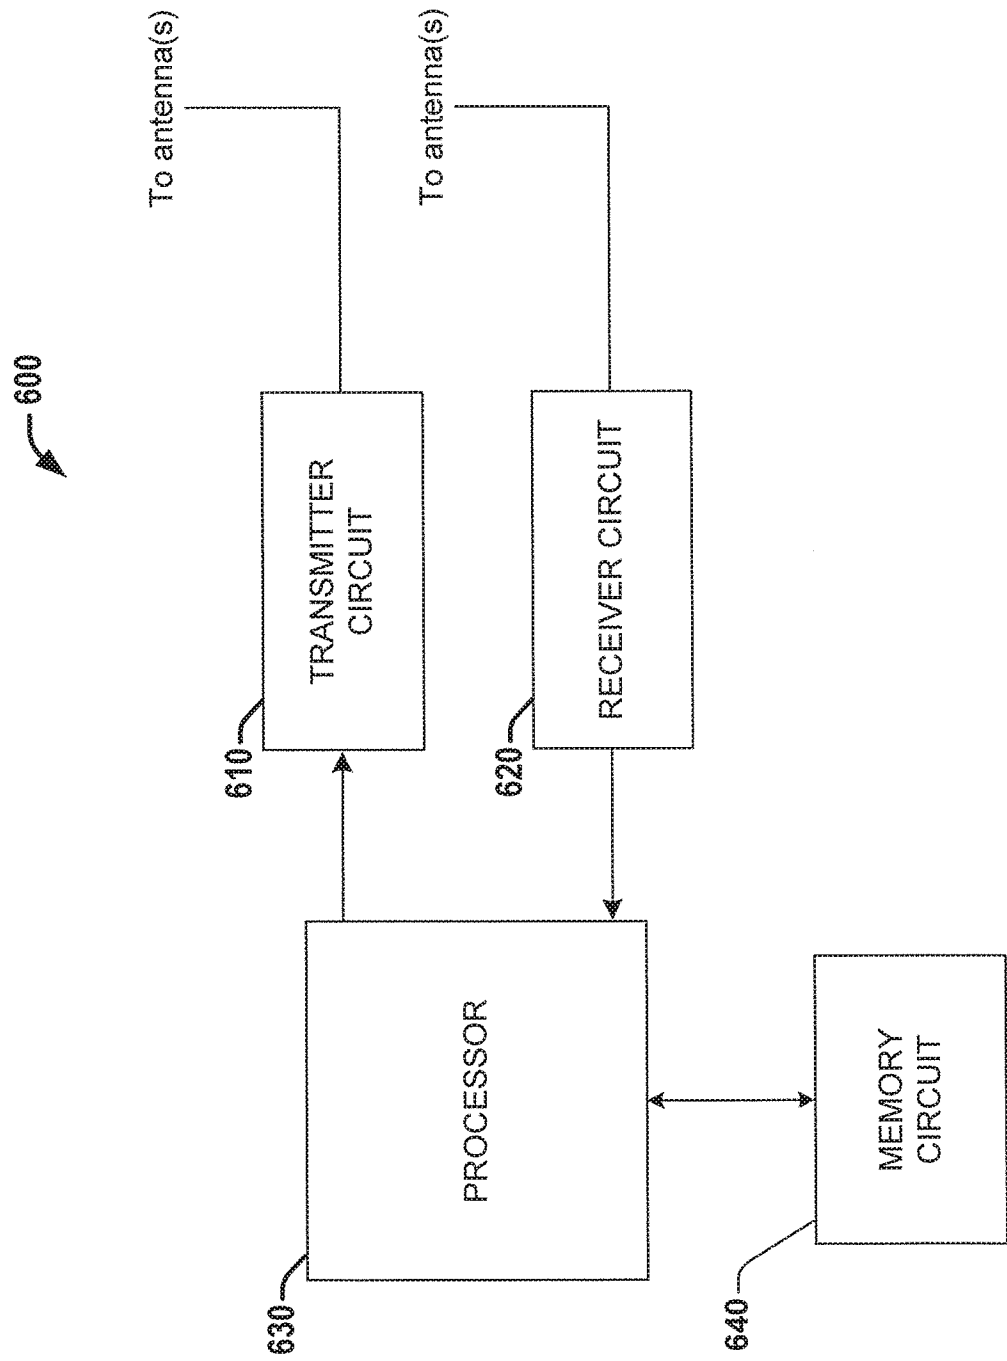 600
To antenna(s)
610
TRANSMITTER
CIRCUIT
To antenna(s)
620
RECEIVER CIRCUIT
630
PROCESSOR
640
MEMORY
CIRCUIT